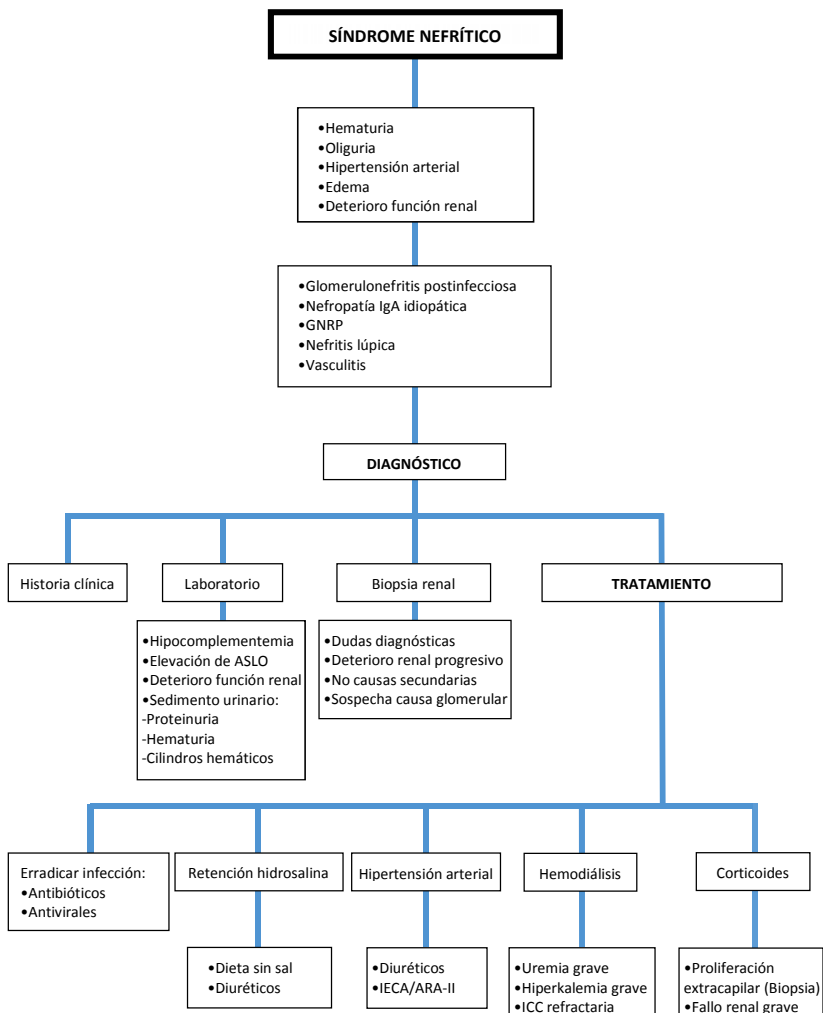 SÍNDROME NEFRÍTICO
•Hematuria
•Oliguria
•Hipertensión arterial
•Edema
•Deterioro función renal
•Glomerulonefritis postinfecciosa
•Nefropatía IgA idiopática
•GNRP
•Nefritis lúpica
•Vasculitis
DIAGNÓSTICO
Historia clínica
Laboratorio
•Hipocomplementemia
•Elevación de ASLO
•Deterioro función renal
•Sedimento urinario:
-Proteinuria
-Hematuria
-Cilindros hemáticos
Biopsia renal
•Dudas diagnósticas
•Deterioro renal progresivo
•No causas secundarias
•Sospecha causa glomerular
TRATAMIENTO
Erradicar infección:
•Antibióticos
•Antivirales
Retención hidrosalina
•Dieta sin sal
•Diuréticos
Hipertensión arterial
•Diuréticos
•IECA/ARA-II
Hemodiálisis
•Uremia grave
•Hiperkalemia grave
•ICC refractaria
Corticoides
•Proliferación
extracapilar (Biopsia)
•Fallo renal grave